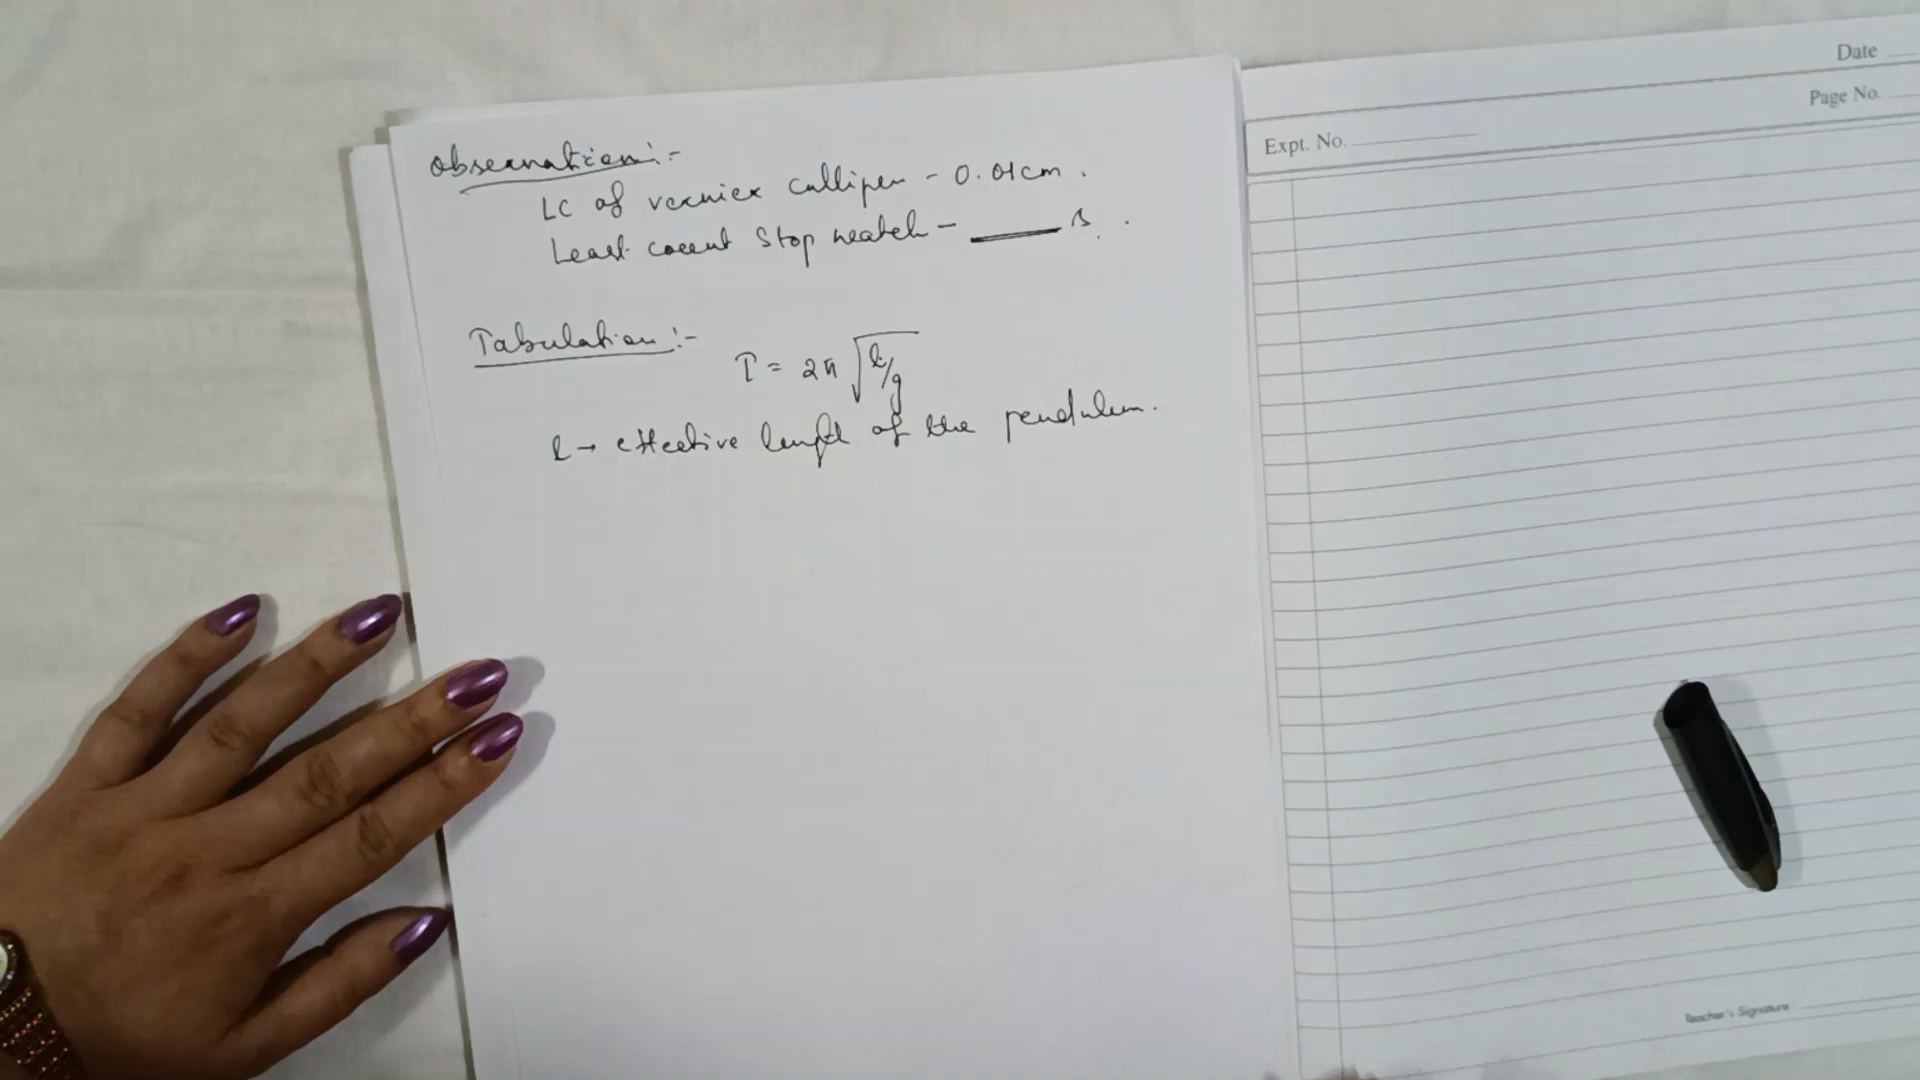 Observation:-
LC of vernier calliper - 0.01cm.
Least count Stop watch - ____ s.
Tabulation:-
T = 2π √l/g
l → effective length of the pendulum.
Date
Page No.
Expt. No.
Teacher's Signature